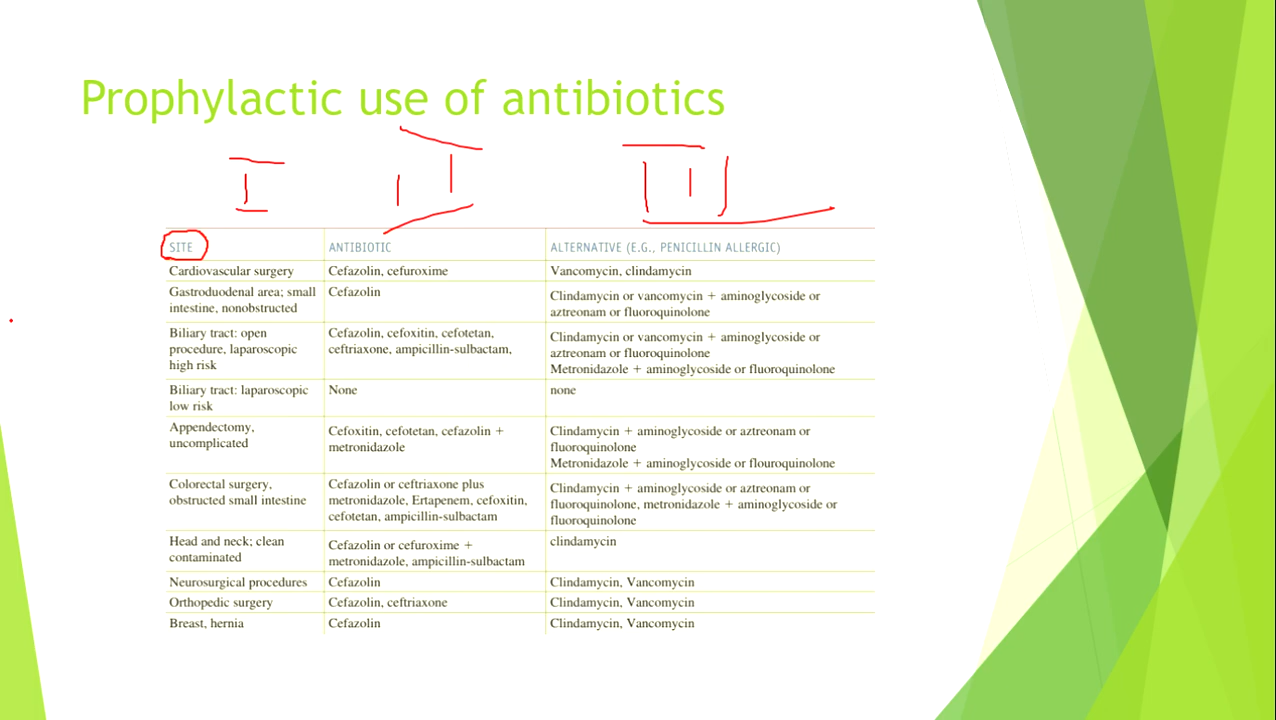 Prophylactic use of antibiotics
I II III
SITE ANTIBIOTIC ALTERNATIVE (E.G., PENICILLIN ALLERGIC)
Cardiovascular surgery Cefazolin, cefuroxime Vancomycin, clindamycin
Gastroduodenal area; small
intestine, nonobstructed
Cefazolin
Clindamycin or vancomycin + aminoglycoside or
aztreonam or fluoroquinolone
Biliary tract: open
procedure, laparoscopic
high risk
Cefazolin, cefoxitin, cefotetan,
ceftriaxone, ampicillin-sulbactam,
Clindamycin or vancomycin + aminoglycoside or
aztreonam or fluoroquinolone
Metronidazole + aminoglycoside or fluoroquinolone
Biliary tract: laparoscopic
low risk
None
none
Appendectomy,
uncomplicated
Cefoxitin, cefotetan, cefazolin +
metronidazole
Clindamycin + aminoglycoside or aztreonam or
fluoroquinolone
Metronidazole + aminoglycoside or flouroquinolone
Colorectal surgery,
obstructed small intestine
Cefazolin or ceftriaxone plus
metronidazole, Ertapenem, cefoxitin,
cefotetan, ampicillin-sulbactam
Clindamycin + aminoglycoside or aztreonam or
fluoroquinolone, metronidazole + aminoglycoside or
fluoroquinolone
Head and neck; clean
contaminated
Cefazolin or cefuroxime +
metronidazole, ampicillin-sulbactam
clindamycin
Neurosurgical procedures Cefazolin Clindamycin, Vancomycin
Orthopedic surgery Cefazolin, ceftriaxone Clindamycin, Vancomycin
Breast, hernia Cefazolin Clindamycin, Vancomycin